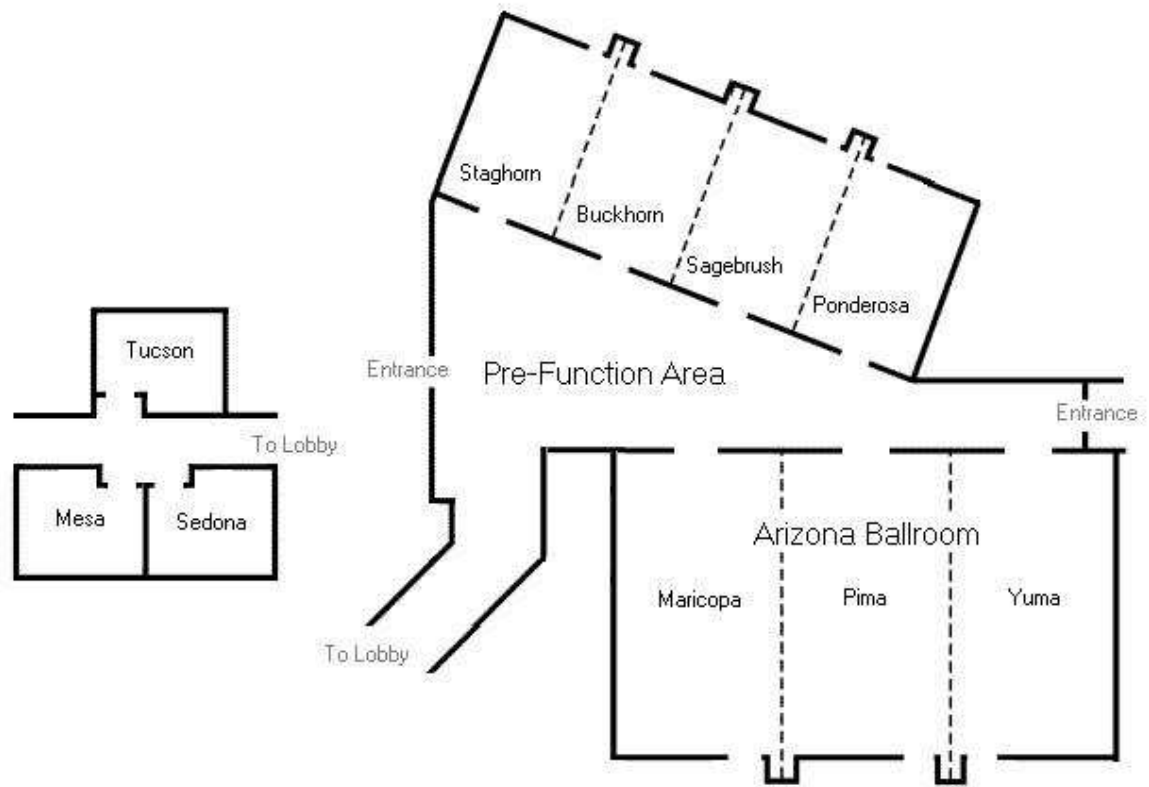 Staghorn
Buckhorn
Sagebrush
Ponderosa
Tucson
Entrance
Pre-Function Area
Entrance
To Lobby
Mesa
Sedona
Arizona Ballroom
Maricopa
Pima
Yuma
To Lobby